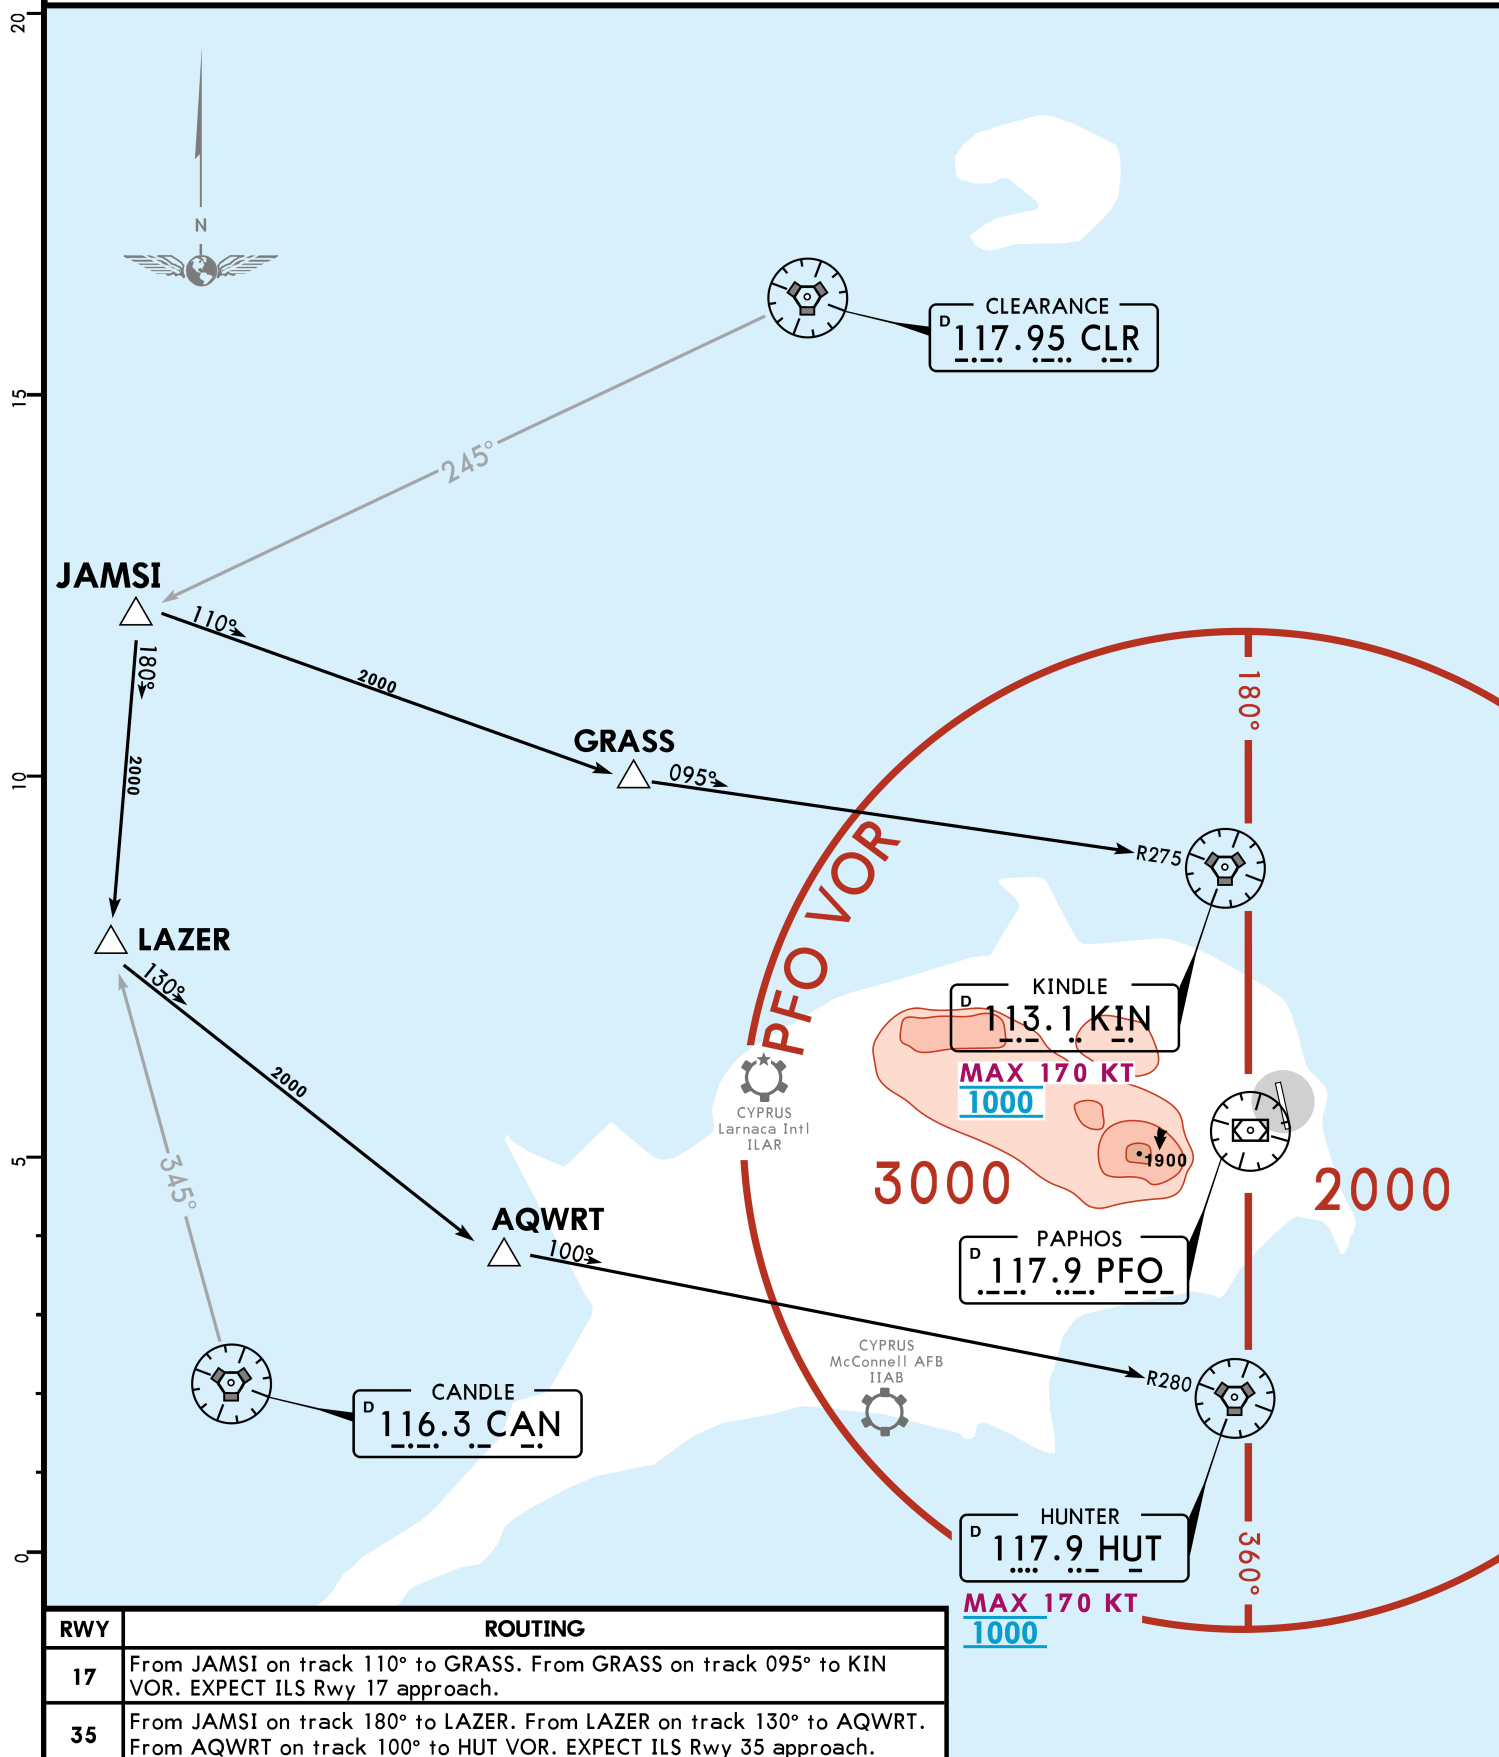 20
N
CLEARANCE
D
117.95 CLR
15
245°
JAMSI
110°
180°
2000
2000
GRASS
095°
10
180°
R275
PFO VOR
LAZER
130°
KINDLE
D
113.1 KIN
MAX 170 KT
1000
2000
CYPRUS
Larnaca Intl
ILAR
5
345°
1900
3000
2000
AQWRT
100°
PAPHOS
D
117.9 PFO
CYPRUS
McConnell AFB
IIAB
R280
CANDLE
D
116.3 CAN
HUNTER
D
117.9 HUT
0
360°
MAX 170 KT
1000
RWY ROUTING
17 From JAMSI on track 110° to GRASS. From GRASS on track 095° to KIN
VOR. EXPECT ILS Rwy 17 approach.
35 From JAMSI on track 180° to LAZER. From LAZER on track 130° to AQWRT.
From AQWRT on track 100° to HUT VOR. EXPECT ILS Rwy 35 approach.